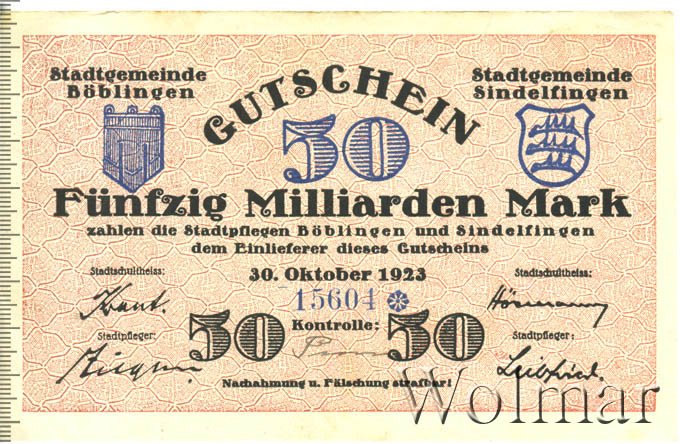 GUTSCHEIN
Stadtgemeinde Böblingen
Stadtgemeinde Sindelfingen
50
Fünfzig Milliarden Mark
zahlen die Stadtpflegen Böblingen und Sindelfingen
dem Einlieferer dieses Gutscheins
30. Oktober 1923
Stadtschultheiss:
Stadtschultheiss:
15604
Hörmann
Stadtpfleger:
50
Kontrolle:
50
Stadtpfleger:
Nachahmung u. Fälschung strafbar!
Wolmar